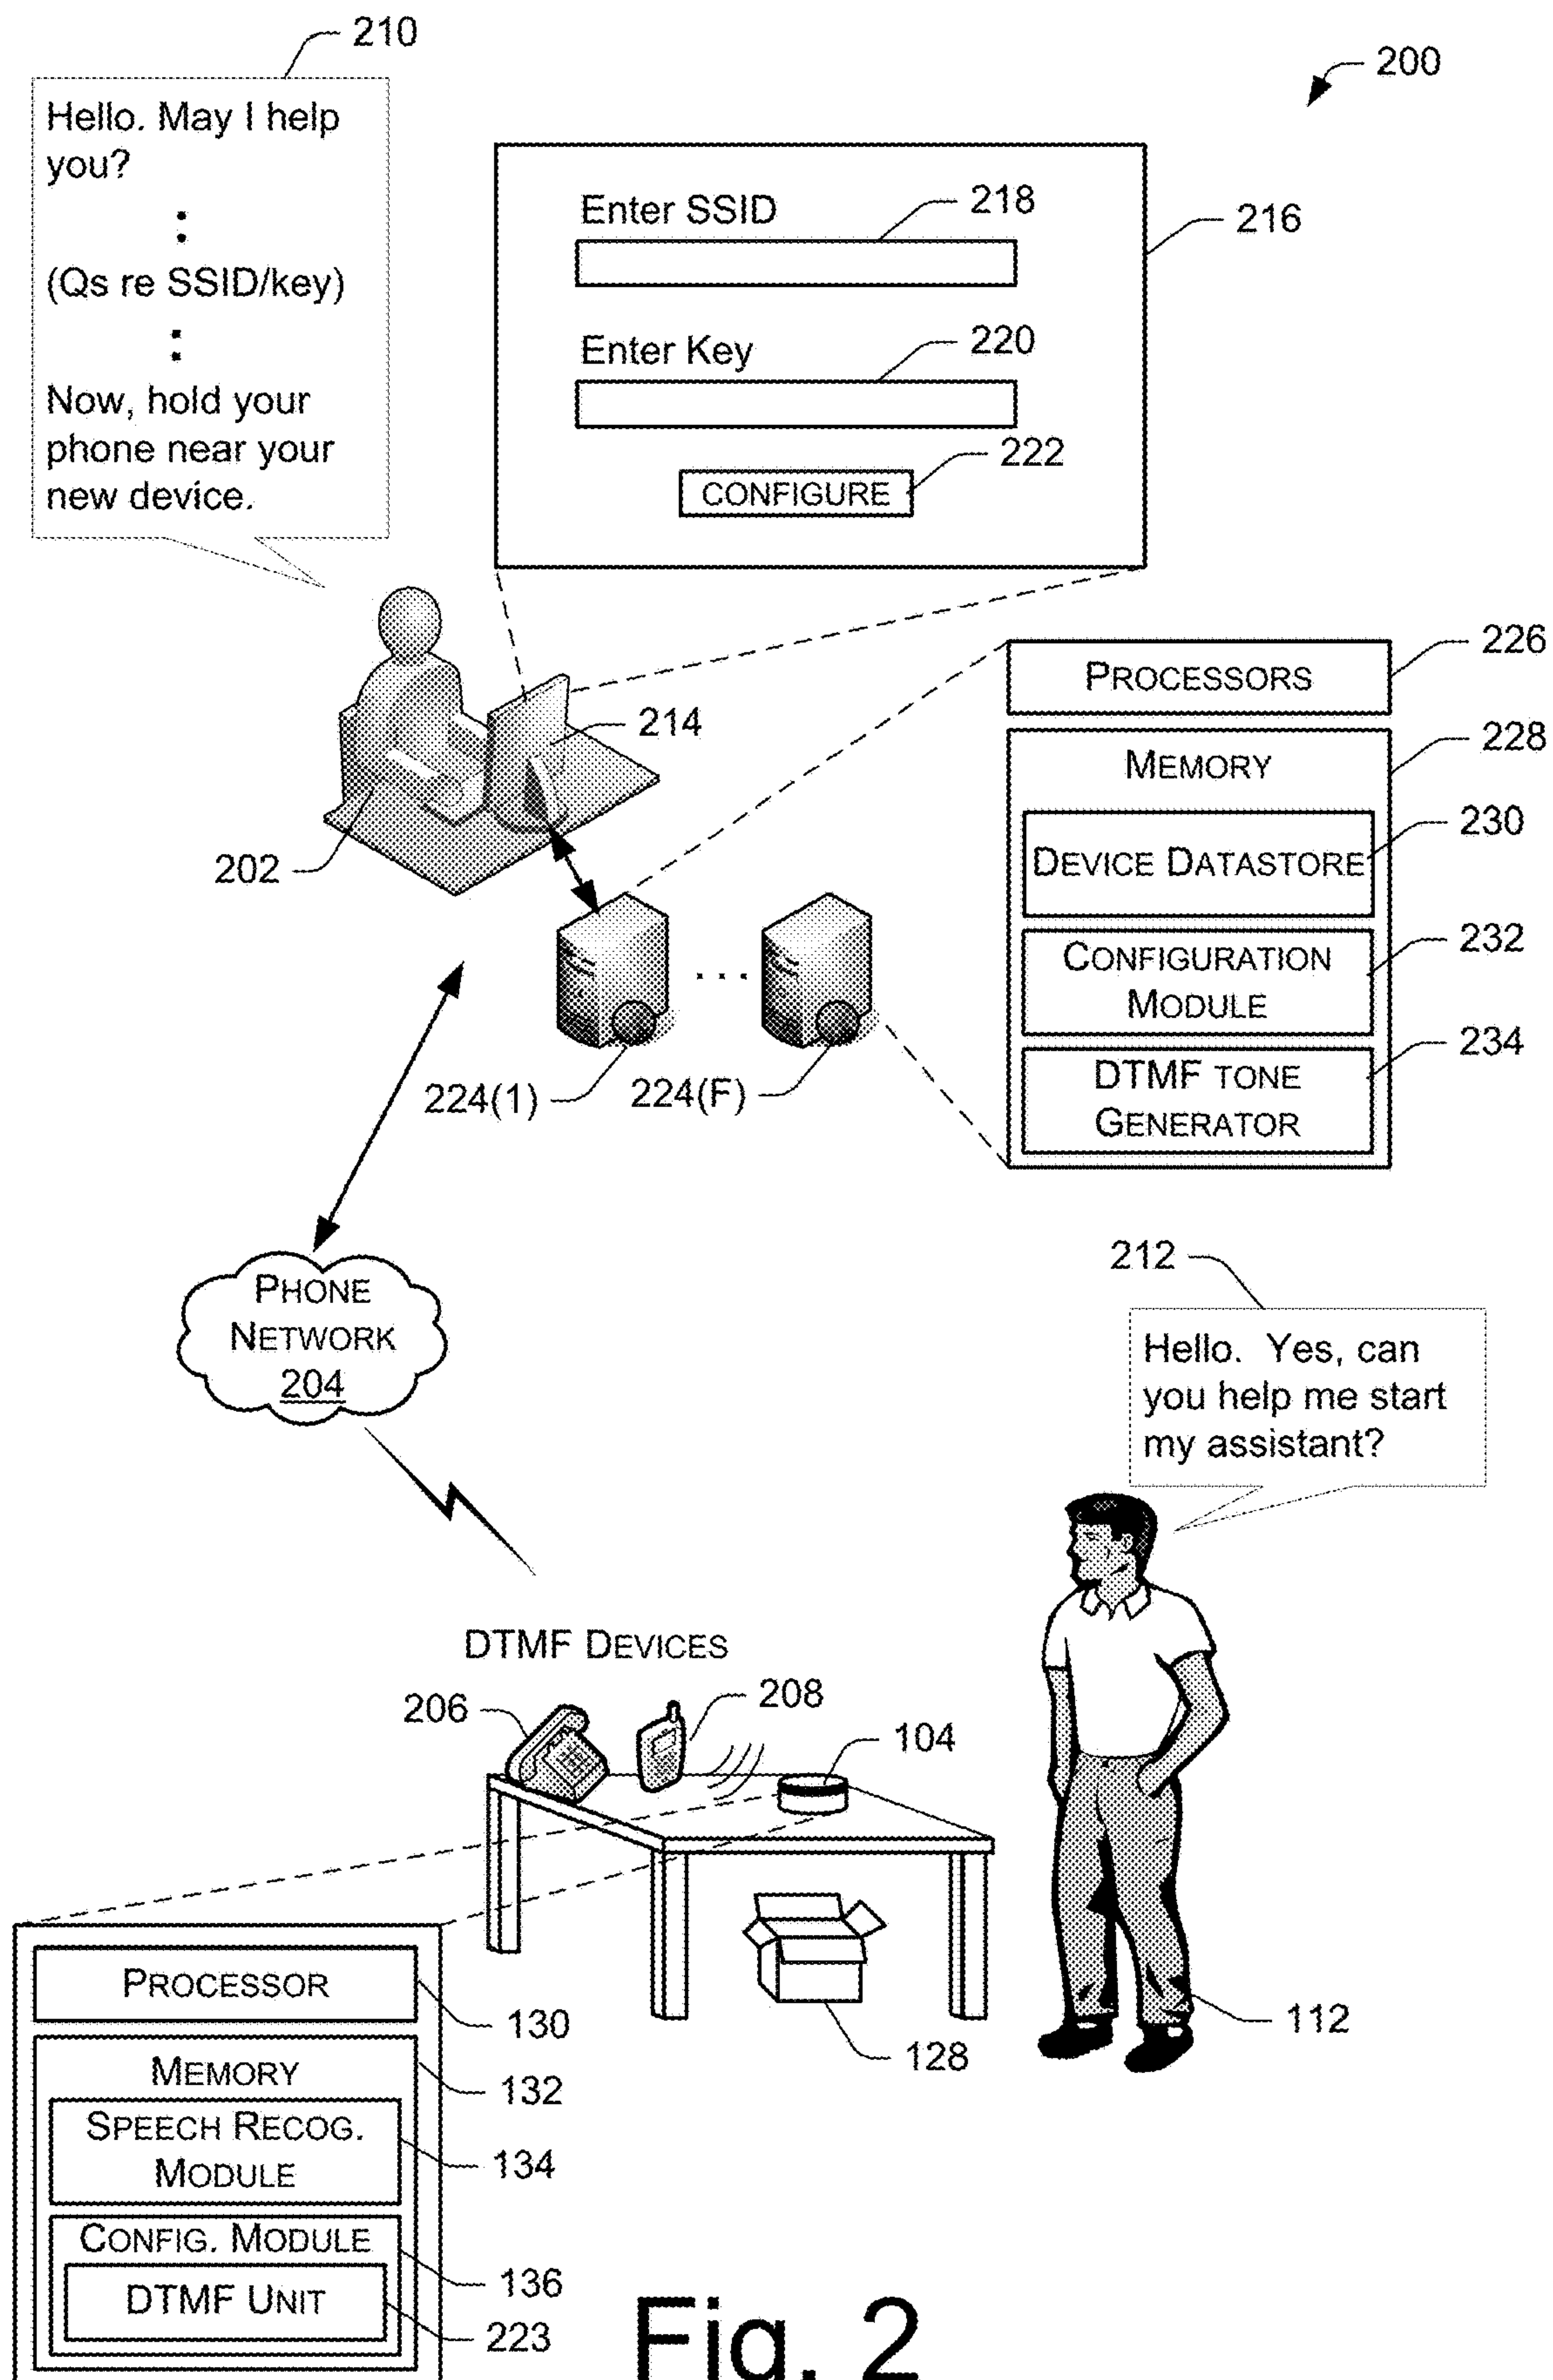 210
200
Hello. May I help
you?
(Qs re SSID/key)
Now, hold your
phone near your
new device.
Enter SSID
218
216
Enter Key
220
222
CONFIGURE
226
PROCESSORS
228
MEMORY
230
DEVICE DATASTORE
232
CONFIGURATION
MODULE
234
DTMF TONE
GENERATOR
214
202
...
224(1)
224(F)
PHONE
NETWORK
204
212
Hello. Yes, can
you help me start
my assistant?
DTMF DEVICES
206
208
104
128
112
PROCESSOR
130
MEMORY
132
SPEECH RECOG.
MODULE
134
CONFIG. MODULE
136
DTMF UNIT
223
Fig. 2